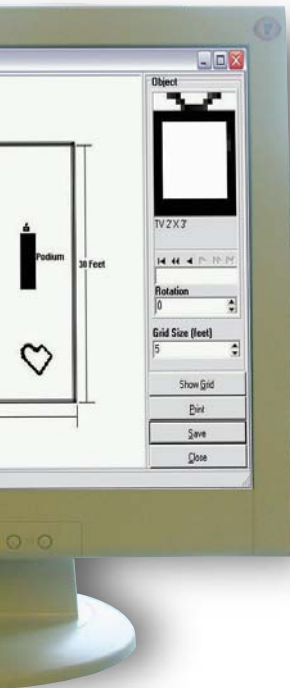 Object
TV 2' X 3'
Podium
30 Feet
Rotation
0
Grid Size (feet)
5
Show Grid
Print
Save
Close